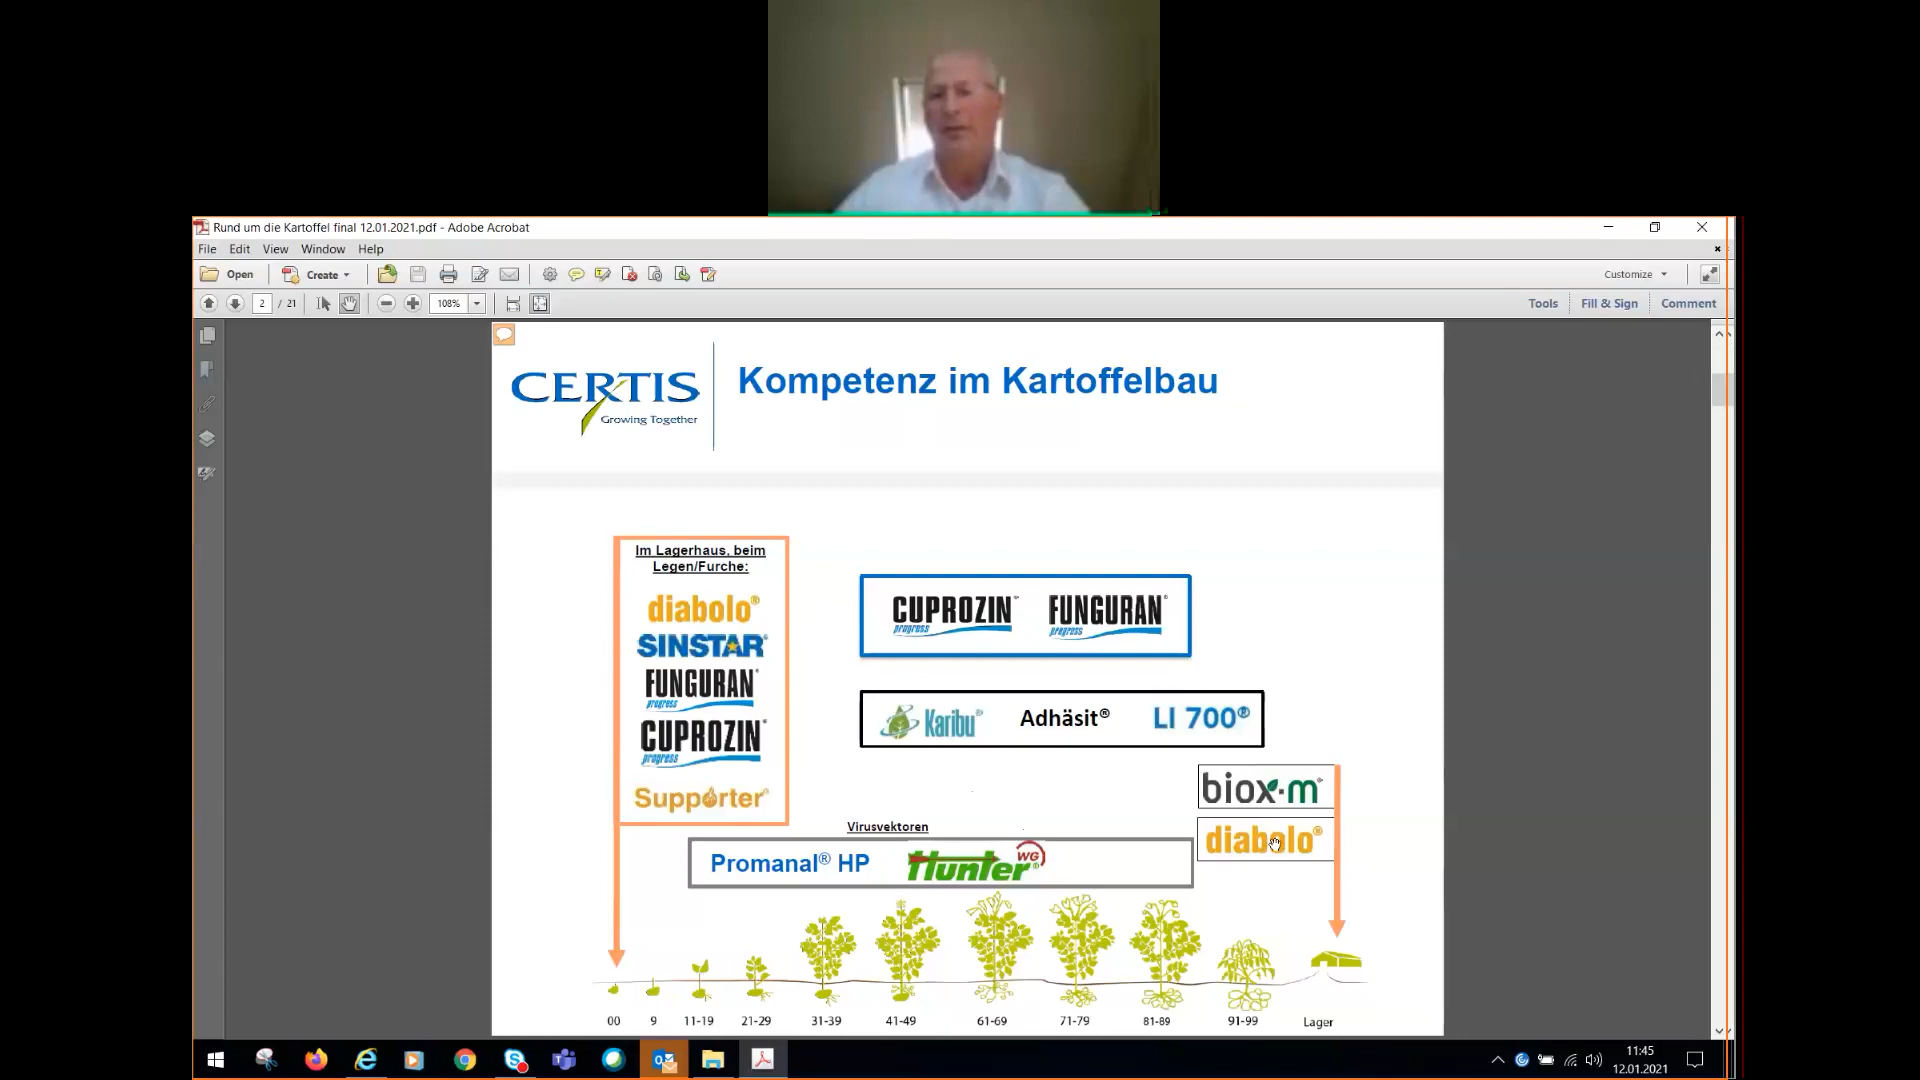 Rund um die Kartoffel final 12.01.2021.pdf - Adobe Acrobat
File Edit View Window Help
Open Create Customize
2 / 21 108% Tools Fill & Sign Comment
CERTIS
Growing Together
Kompetenz im Kartoffelbau
Im Lagerhaus, beim
Legen/Furche:
diabolo®
SINSTAR®
FUNGURAN®
progress
CUPROZIN®
progress
Supporter®
CUPROZIN® FUNGURAN®
progress progress
Karibu® Adhäsit® LI 700®
biox-m®
diabolo®
Virusvektoren
Promanal® HP Hunter® WG
00 9 11-19 21-29 31-39 41-49 61-69 71-79 81-89 91-99 Lager
11:45
12.01.2021